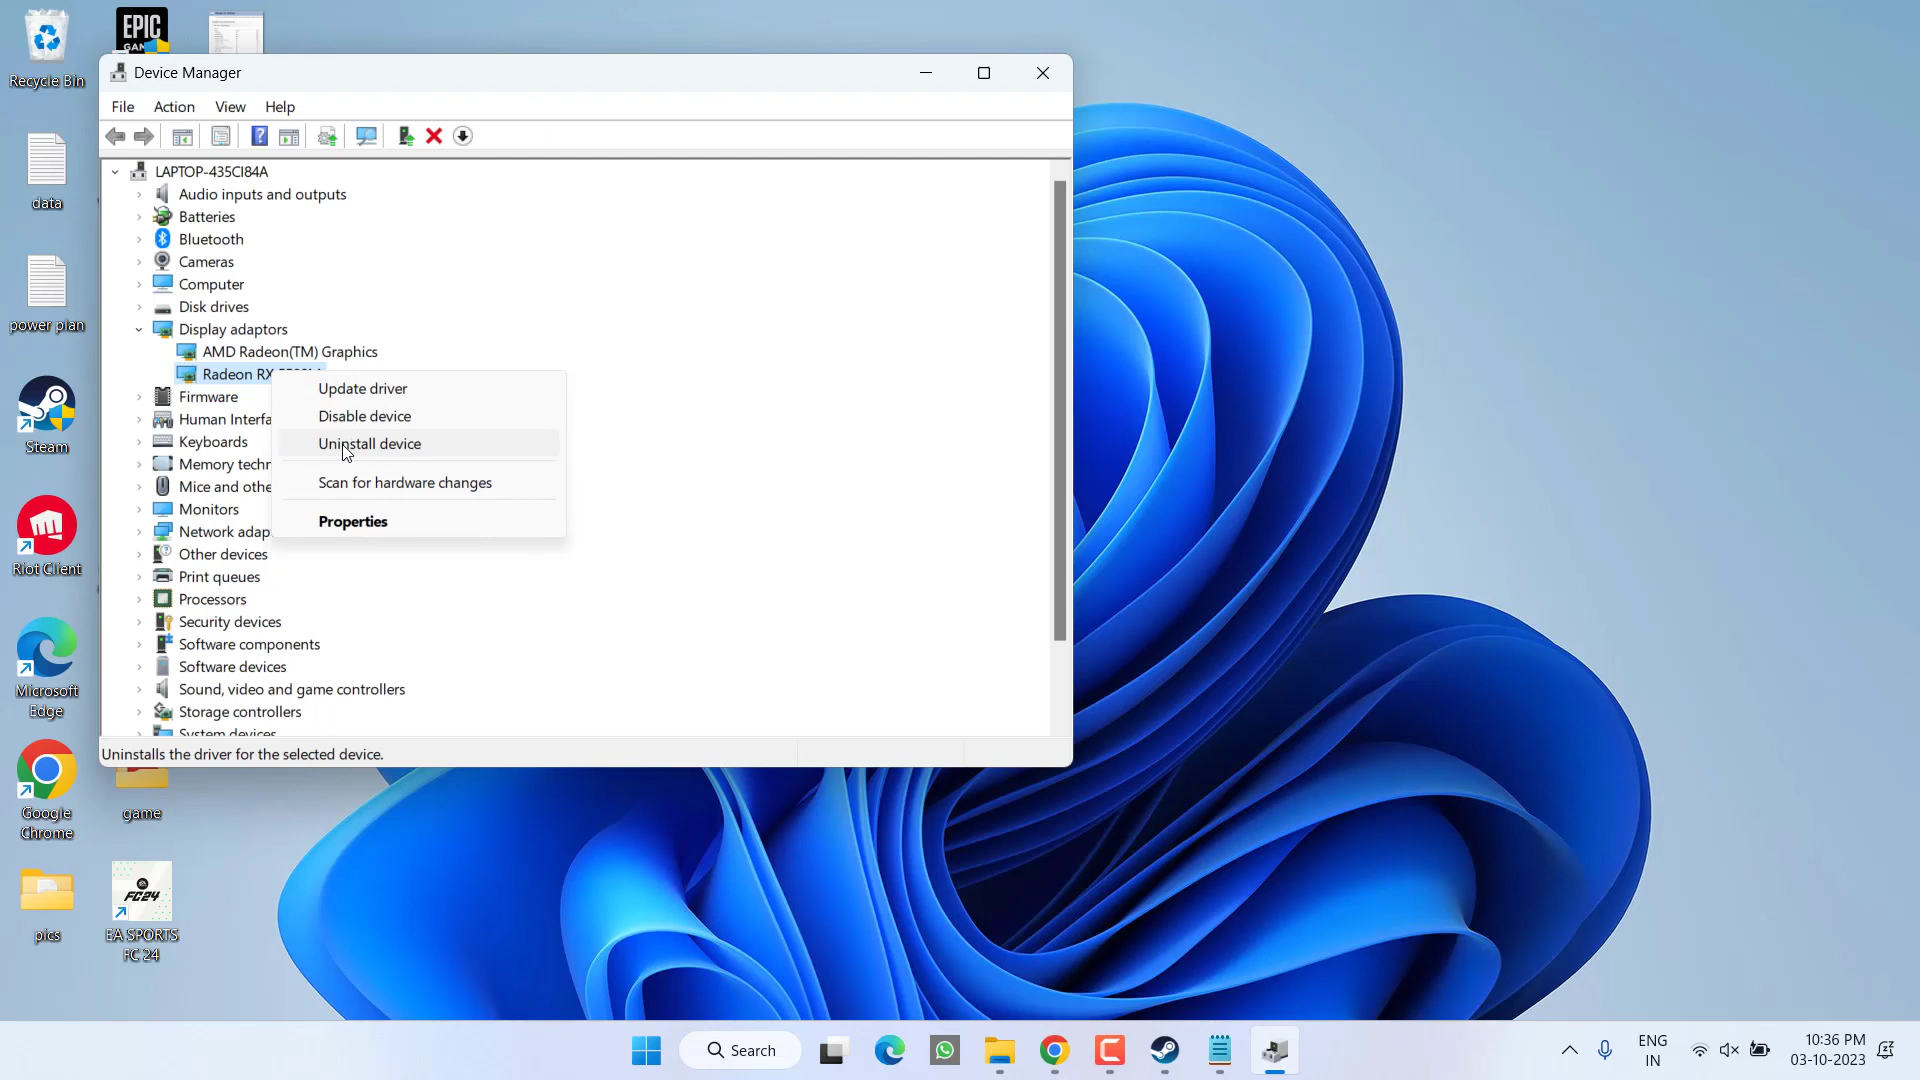 Recycle Bin
EPIC
GAMES
data
power plan
Steam
Riot Client
Microsoft
Edge
Google
Chrome
game
pics
FC24
EA SPORTS
FC 24
Device Manager
File Action View Help
LAPTOP-435CI84A
Audio inputs and outputs
Batteries
Bluetooth
Cameras
Computer
Disk drives
Display adaptors
AMD Radeon(TM) Graphics
Radeon RX
Firmware
Human Interfa
Keyboards
Memory techn
Mice and othe
Monitors
Network adap
Other devices
Print queues
Processors
Security devices
Software components
Software devices
Sound, video and game controllers
Storage controllers
System devices
Update driver
Disable device
Uninstall device
Scan for hardware changes
Properties
Uninstalls the driver for the selected device.
Search
ENG
IN
10:36 PM
03-10-2023